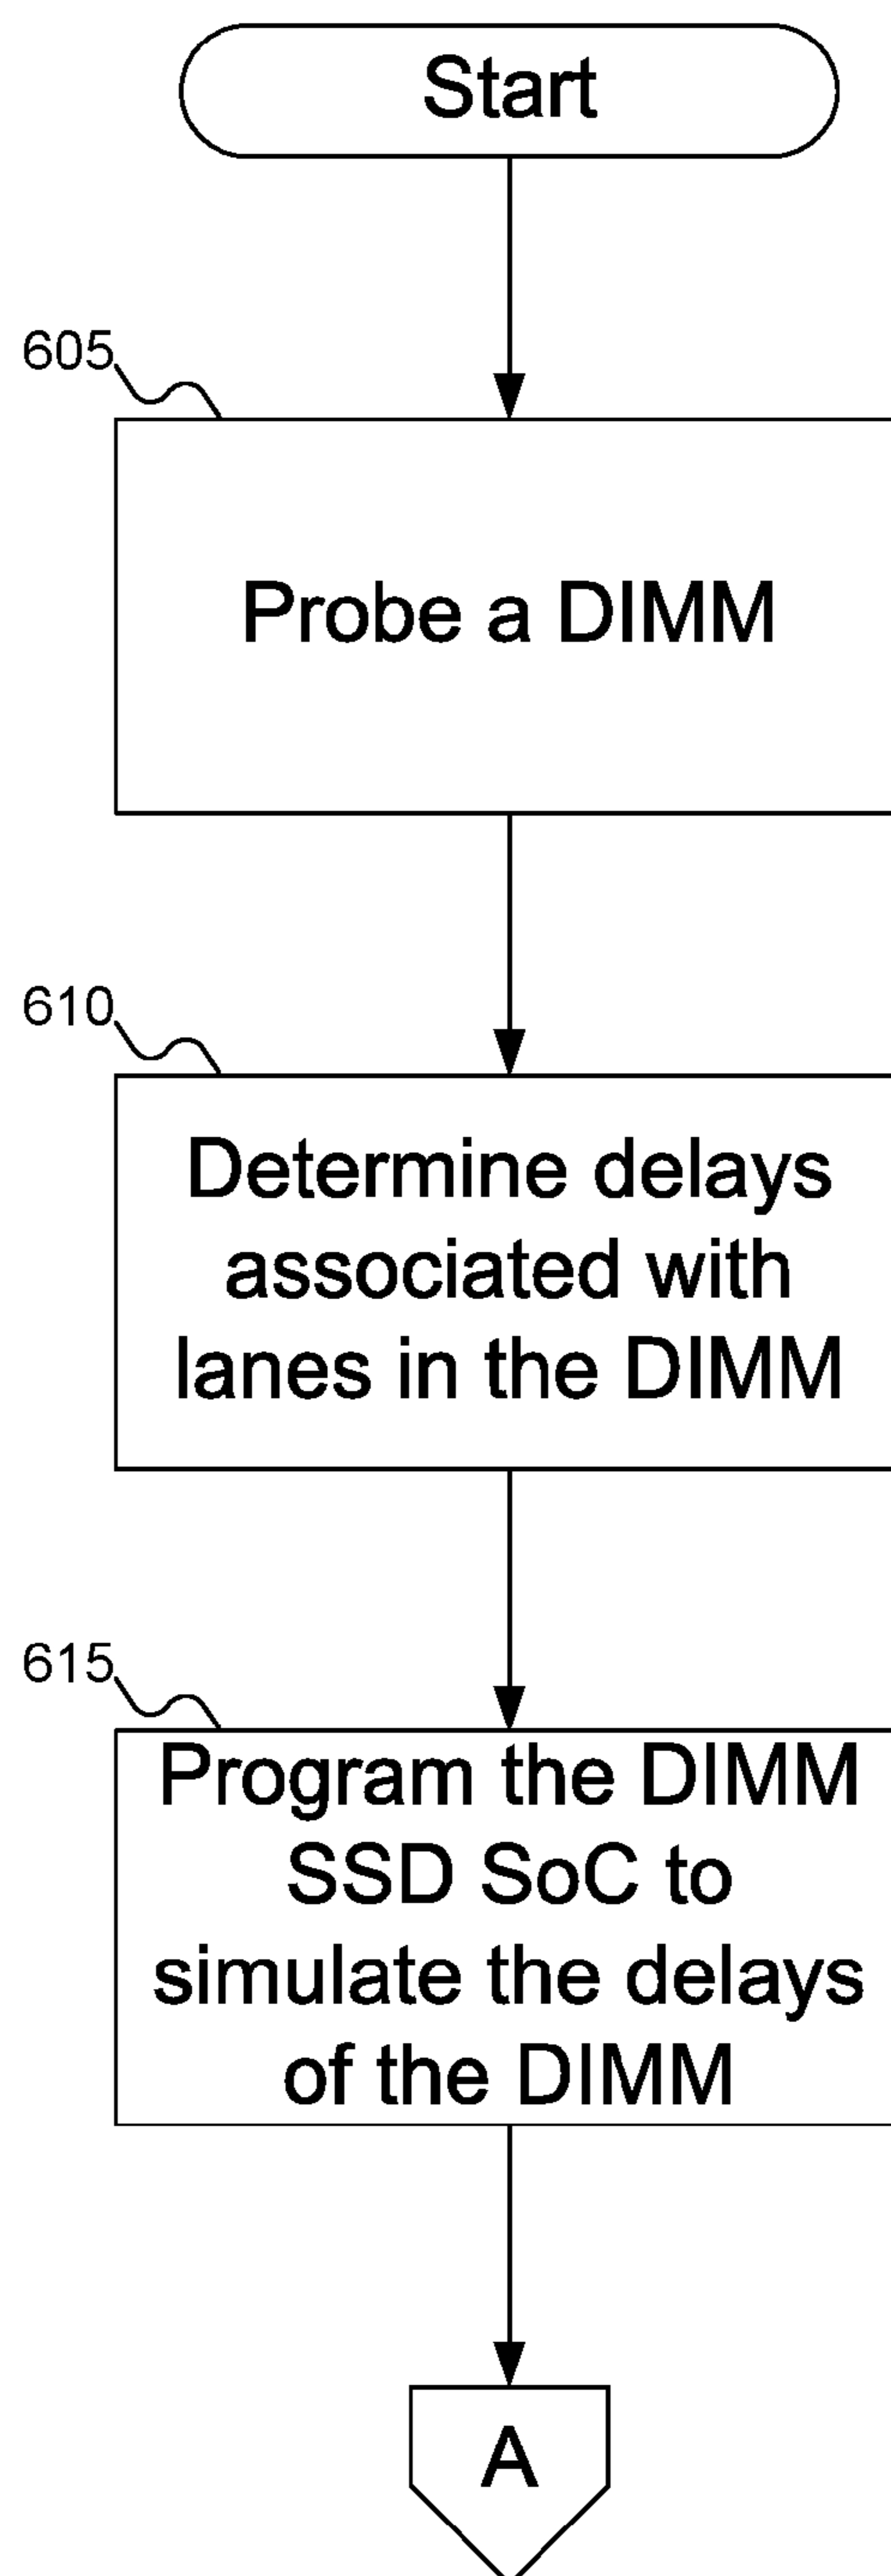 Start
605
Probe a DIMM
610
Determine delays
associated with
lanes in the DIMM
615
Program the DIMM
SSD SoC to
simulate the delays
of the DIMM
A